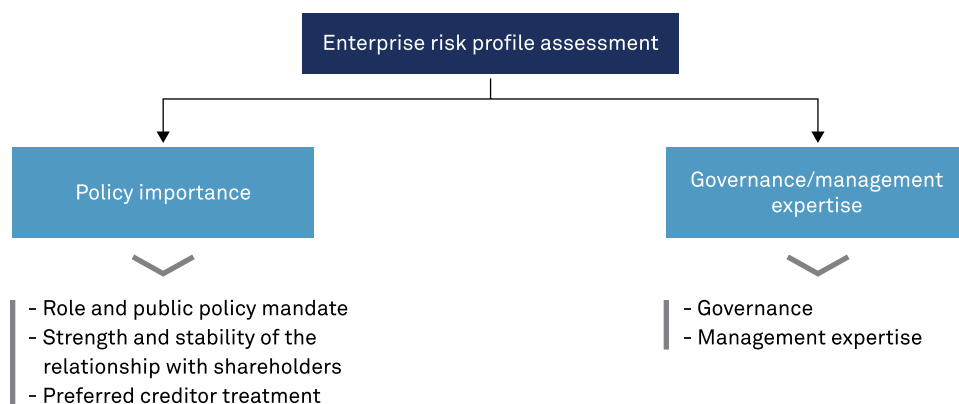 Enterprise risk profile assessment
Policy importance
Governance/management
expertise
- Role and public policy mandate
- Strength and stability of the
relationship with shareholders
- Preferred creditor treatment
- Governance
- Management expertise